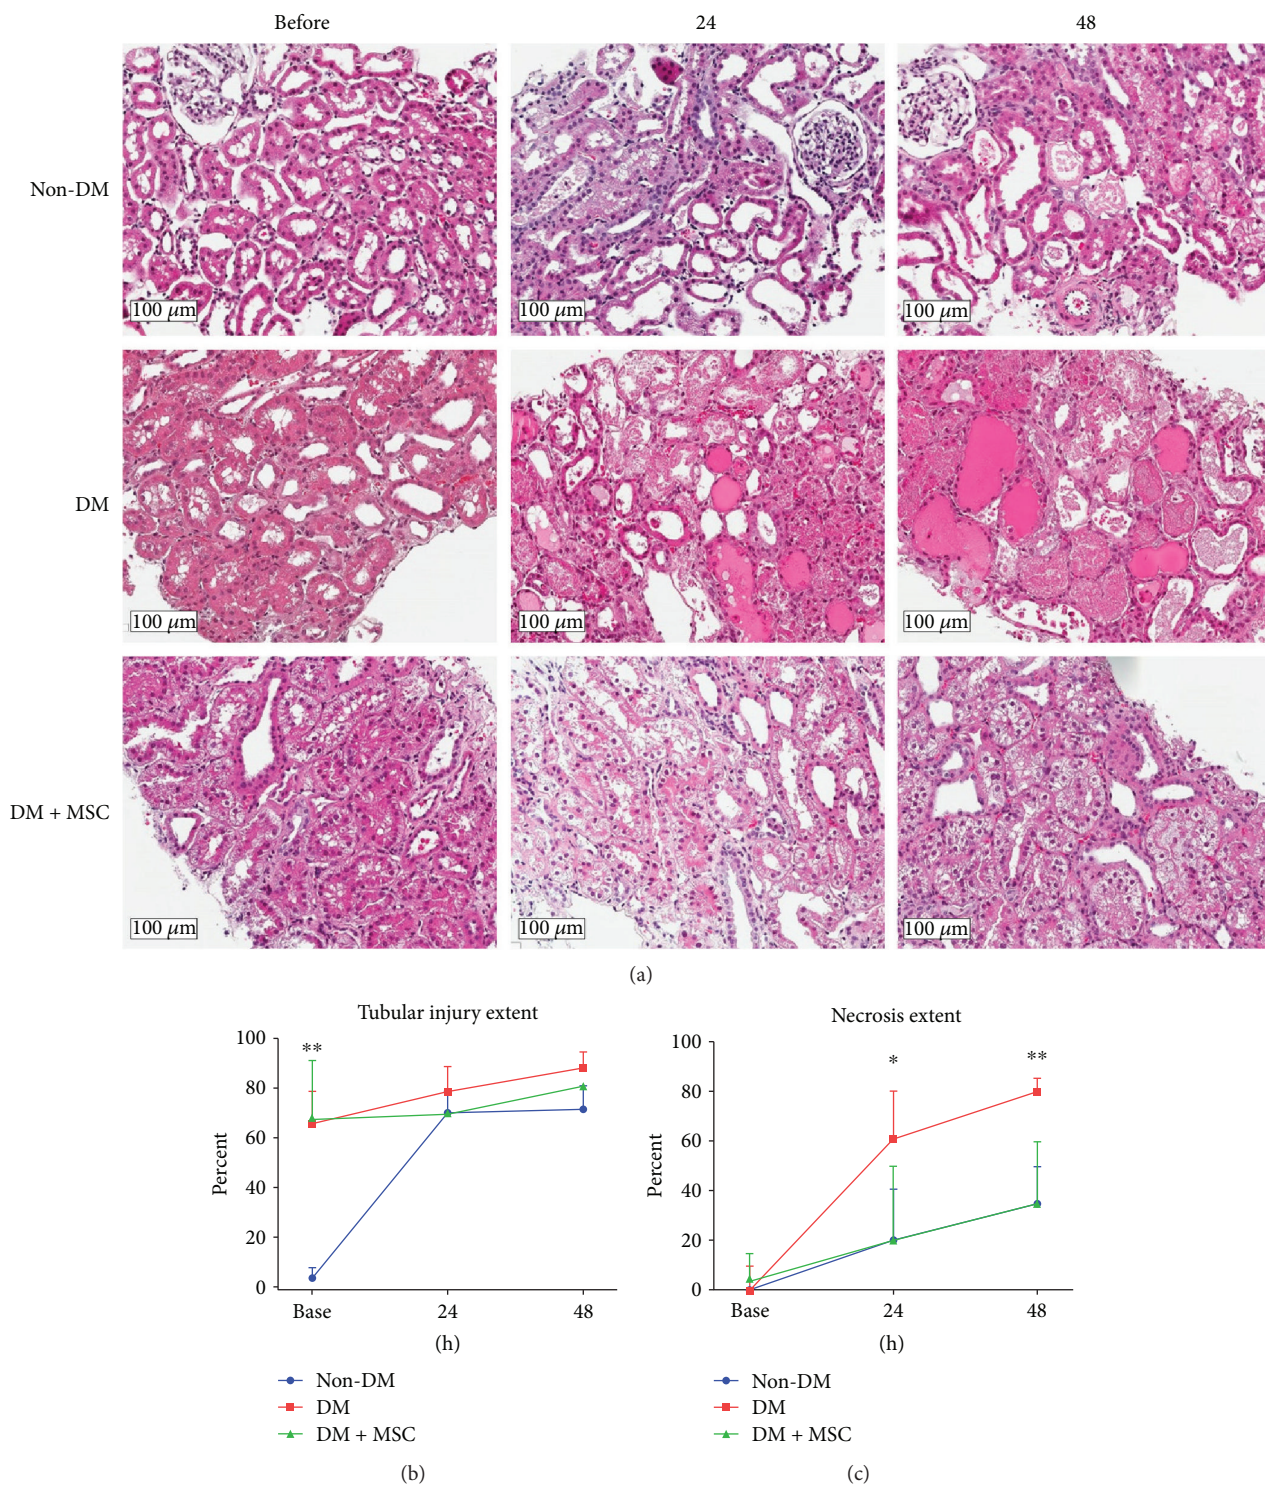 Before 24 48
Non-DM
100 μm 100 μm 100 μm
DM
100 μm 100 μm 100 μm
DM + MSC
100 μm 100 μm 100 μm
(a)
Tubular injury extent
100
80
60
40
20
0
Percent
**
Base 24 48
(h)
Non-DM
DM
DM + MSC
(b)
Necrosis extent
100
80
60
40
20
0
Percent
*
**
Base 24 48
(h)
Non-DM
DM
DM + MSC
(c)